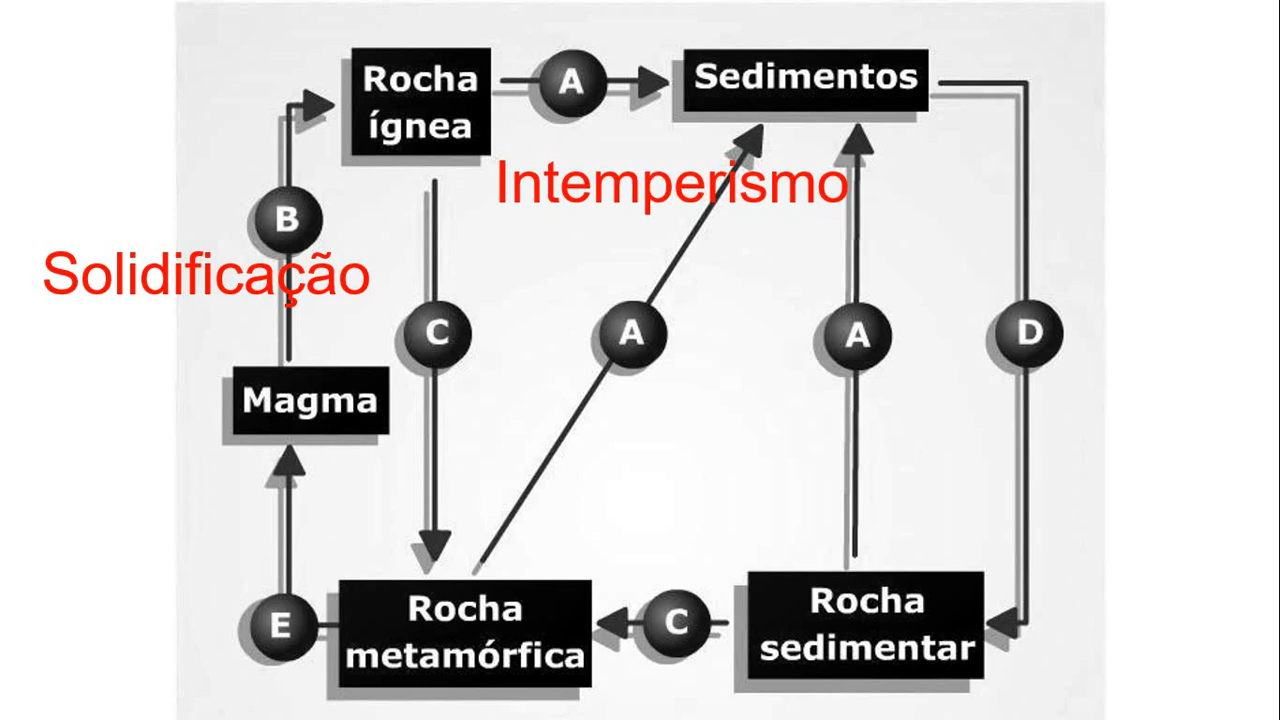 Rocha
ígnea
A
Sedimentos
Intemperismo
B
Solidificação
C
A
A
D
Magma
E
Rocha
metamórfica
C
Rocha
sedimentar